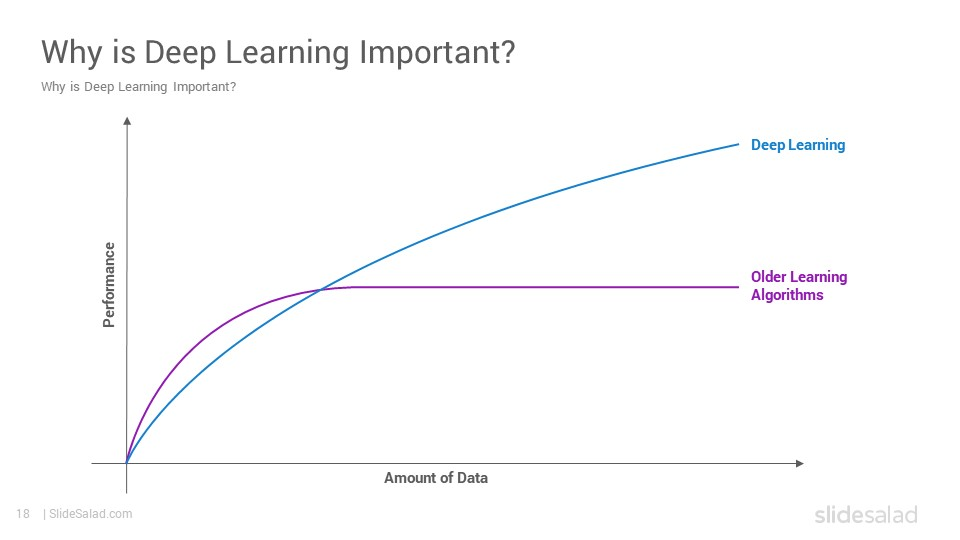 Why is Deep Learning Important?
Why is Deep Learning Important?
Deep Learning
Performance
Older Learning
Algorithms
Amount of Data
18 | SlideSalad.com
slidesalad